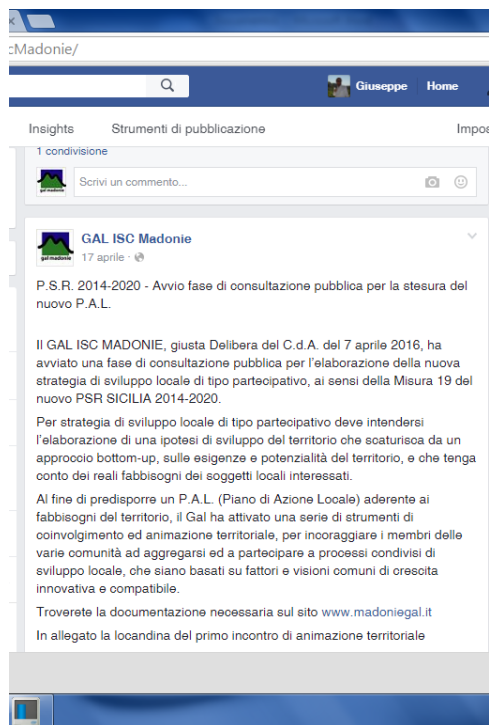 cMadonie/
Giuseppe Home
Insights Strumenti di pubblicazione Impos
1 condivisione
Scrivi un commento...
gal madonie
GAL ISC Madonie
17 aprile ·
gal madonie
P.S.R. 2014-2020 - Avvio fase di consultazione pubblica per la stesura del
nuovo P.A.L.
Il GAL ISC MADONIE, giusta Delibera del C.d.A. del 7 aprile 2016, ha
avviato una fase di consultazione pubblica per l'elaborazione della nuova
strategia di sviluppo locale di tipo partecipativo, ai sensi della Misura 19 del
nuovo PSR SICILIA 2014-2020.
Per strategia di sviluppo locale di tipo partecipativo deve intendersi
l'elaborazione di una ipotesi di sviluppo del territorio che scaturisca da un
approccio bottom-up, sulle esigenze e potenzialità del territorio, e che tenga
conto dei reali fabbisogni dei soggetti locali interessati.
Al fine di predisporre un P.A.L. (Piano di Azione Locale) aderente ai
fabbisogni del territorio, il Gal ha attivato una serie di strumenti di
coinvolgimento ed animazione territoriale, per incoraggiare i membri delle
varie comunità ad aggregarsi ed a partecipare a processi condivisi di
sviluppo locale, che siano basati su fattori e visioni comuni di crescita
innovativa e compatibile.
Troverete la documentazione necessaria sul sito www.madoniegal.it
In allegato la locandina del primo incontro di animazione territoriale